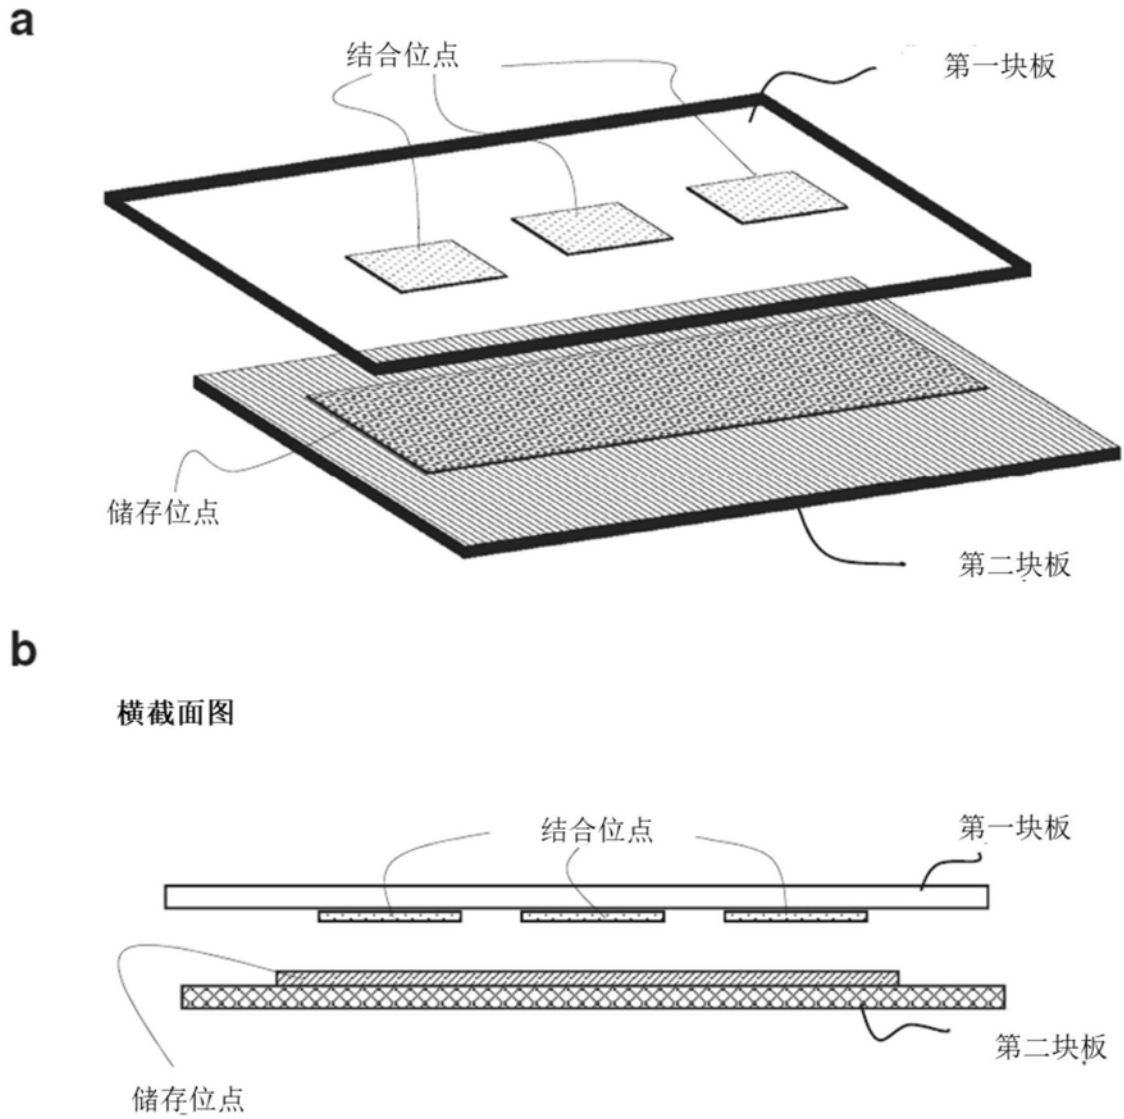 a
结合位点
第一块板
储存位点
第二块板
b
横截面图
结合位点
第一块板
第二块板
储存位点